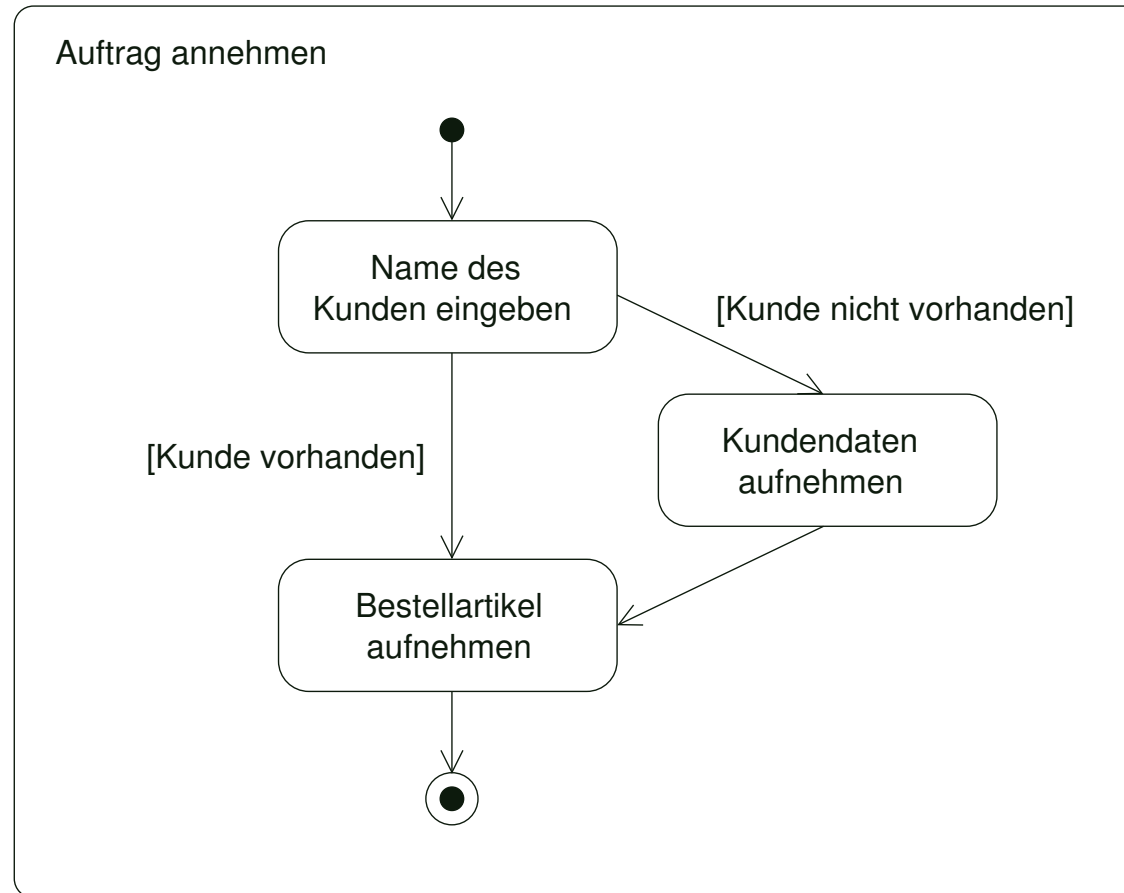 Auftrag annehmen
Name des
Kunden eingeben
[Kunde nicht vorhanden]
Kundendaten
aufnehmen
[Kunde vorhanden]
Bestellartikel
aufnehmen